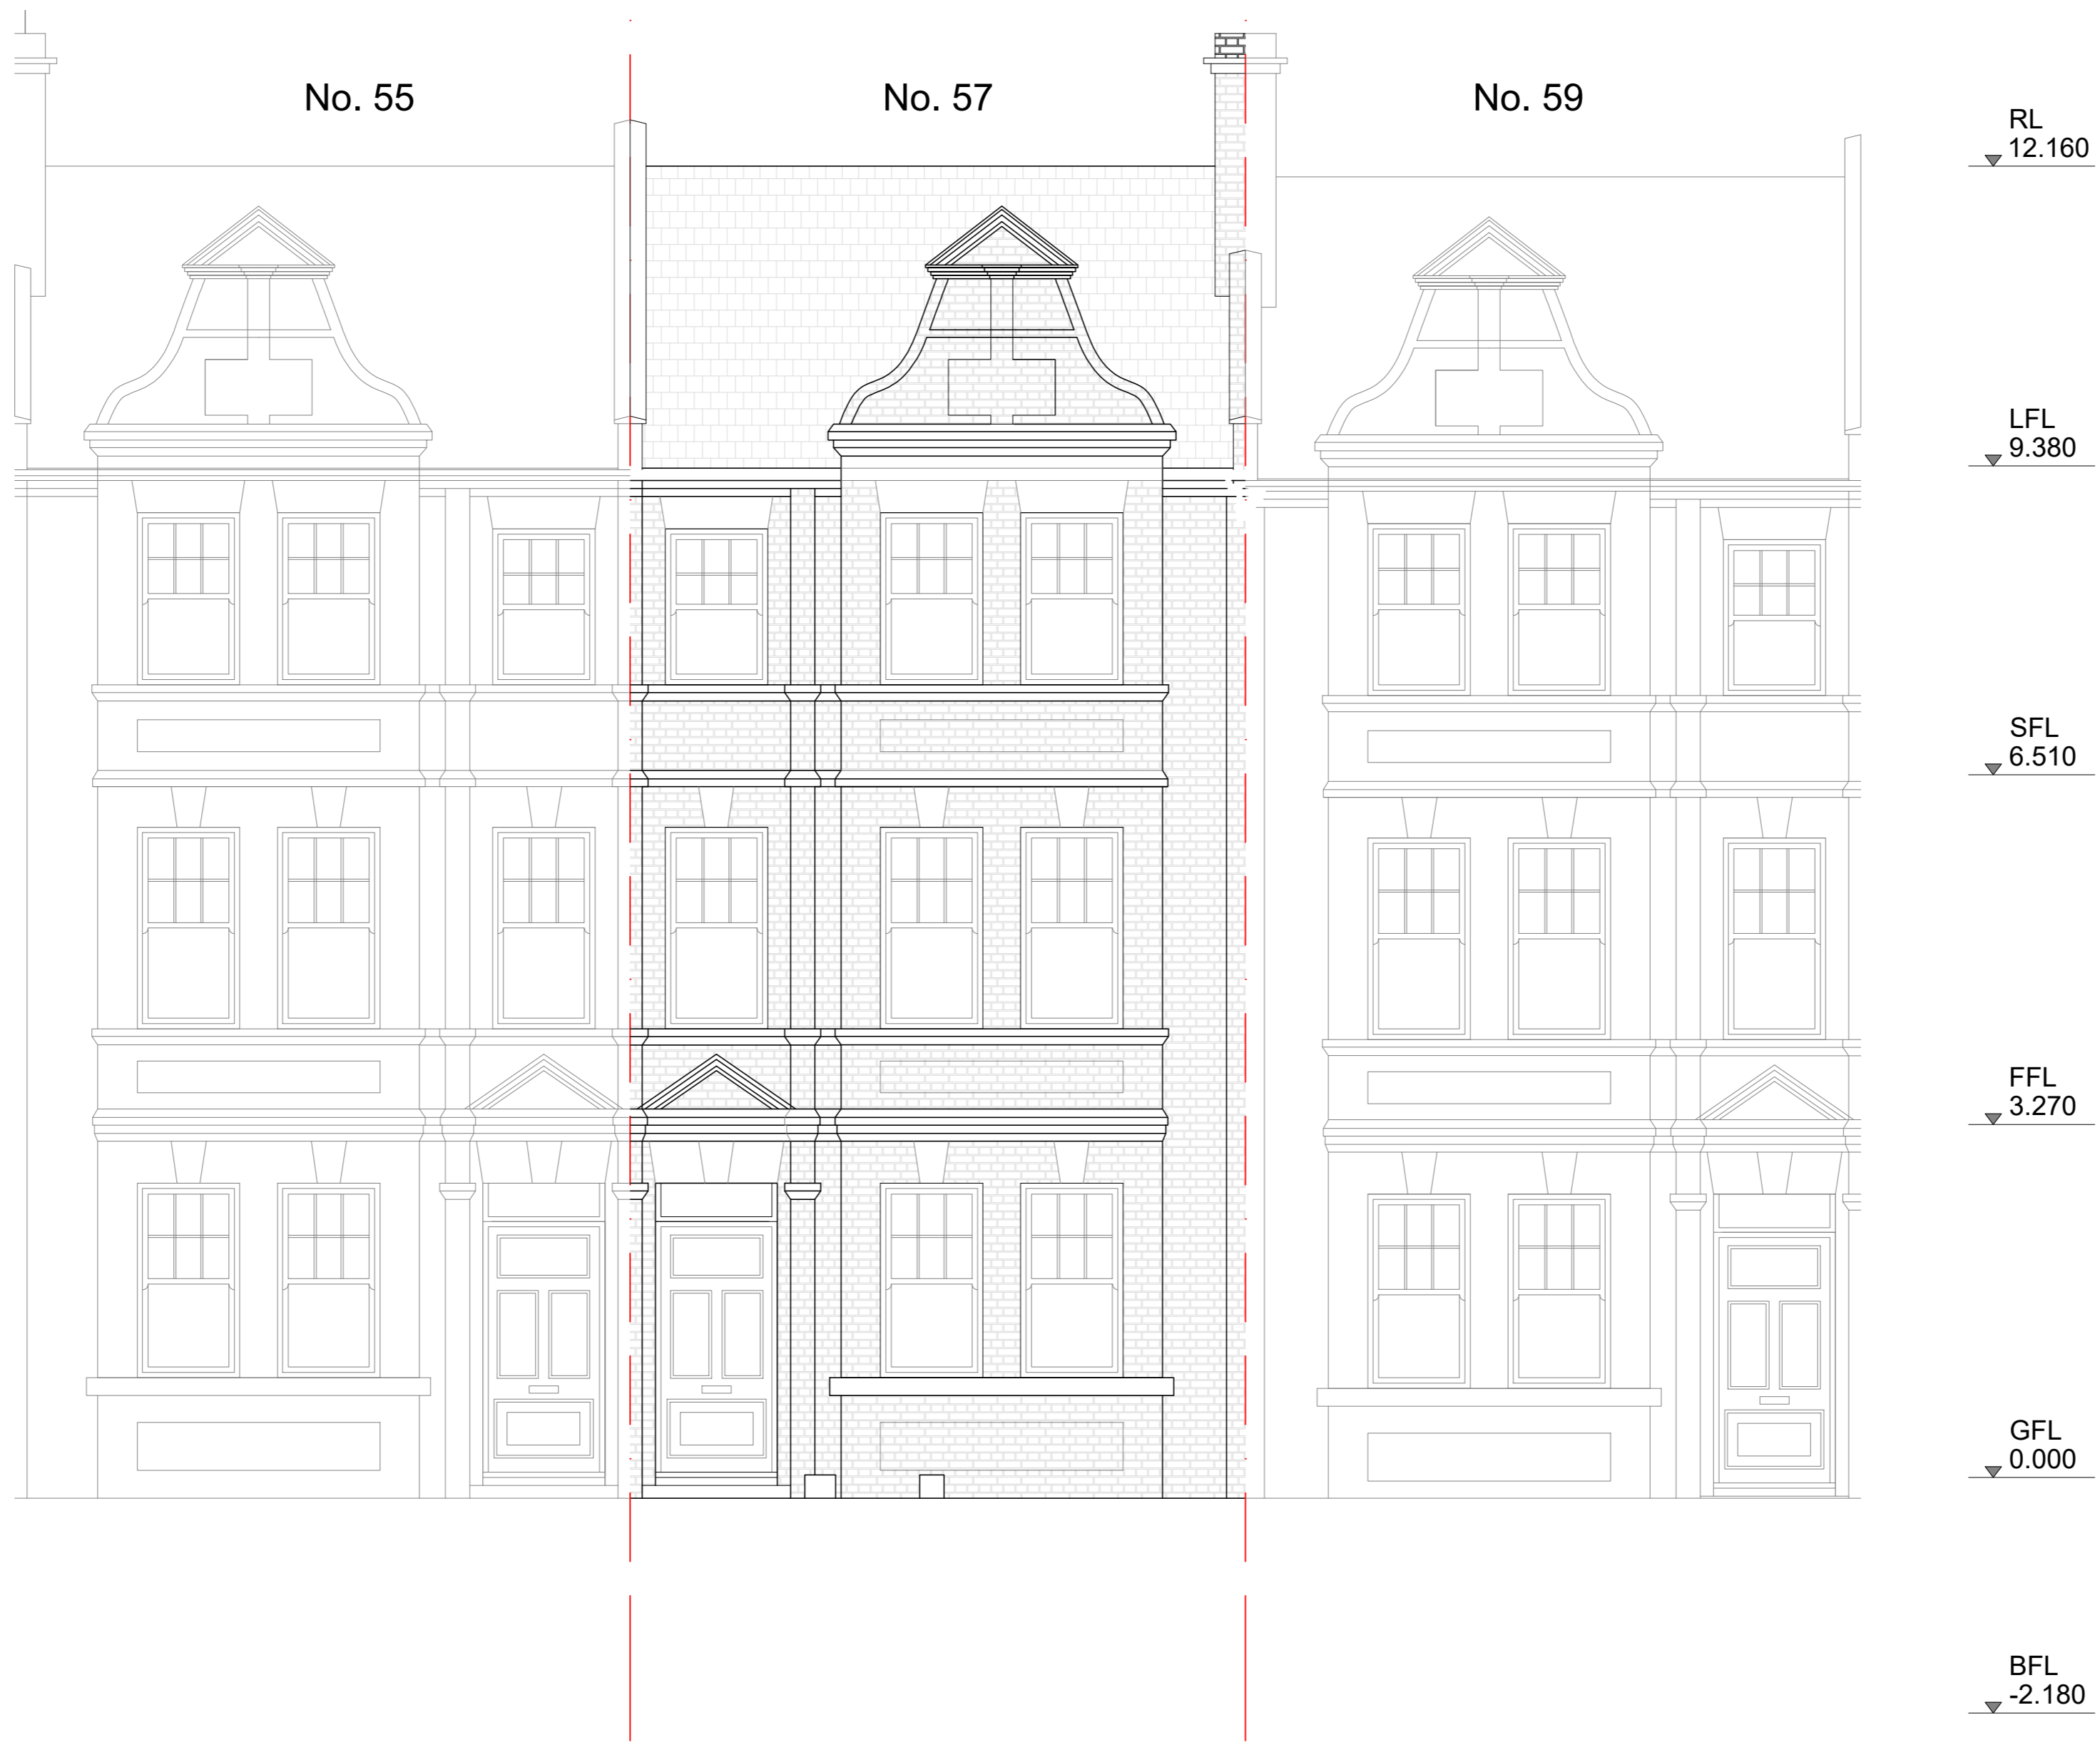 No. 55
No. 57
No. 59
RL
12.160
LFL
9.380
SFL
6.510
FFL
3.270
GFL
0.000
BFL
-2.180